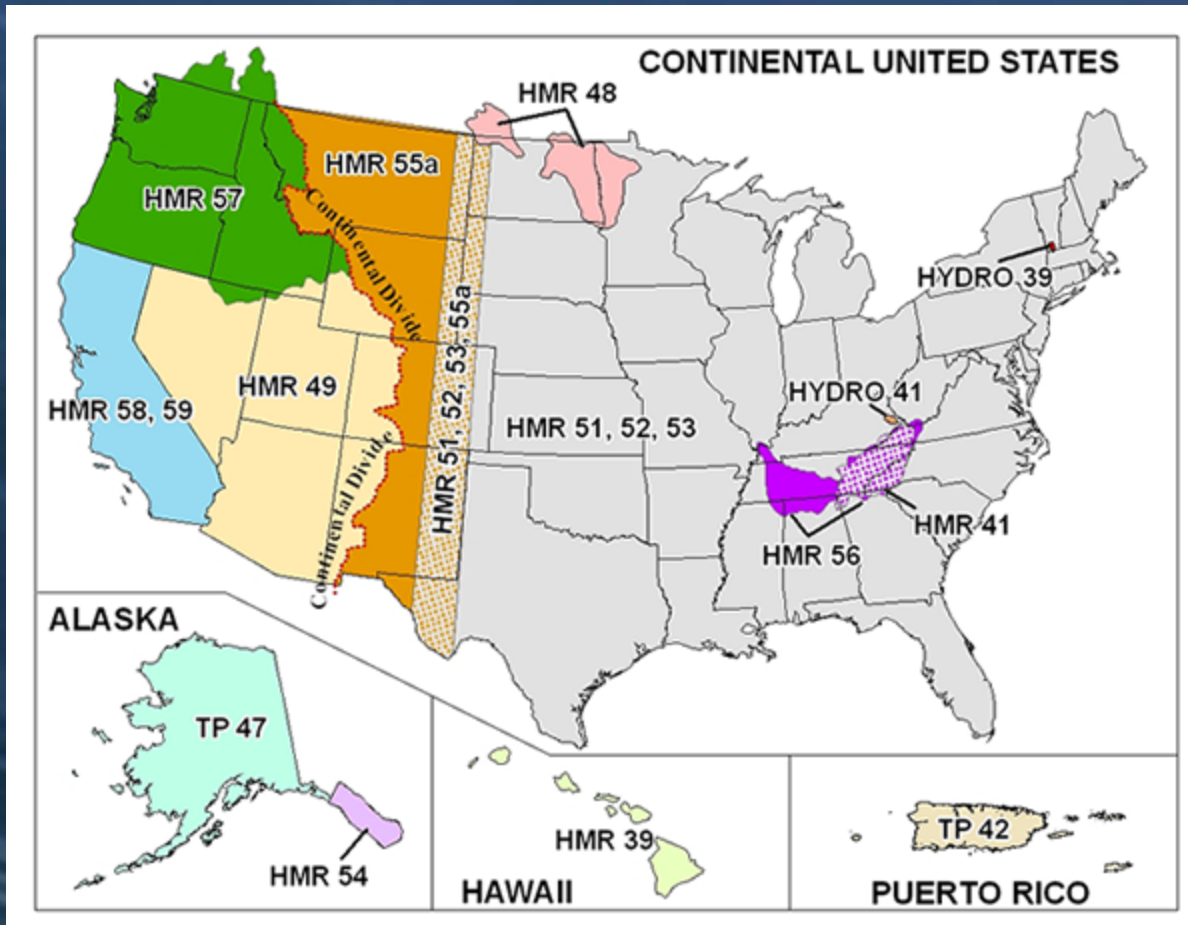 CONTINENTAL UNITED STATES
HMR 48
HMR 55a
HMR 57
Continental Divide
HYDRO 39
HMR 51, 52, 53, 55a
HMR 49
HYDRO 41
HMR 58, 59
HMR 51, 52, 53
Continental Divide
HMR 41
HMR 56
ALASKA
TP 47
HMR 54
HMR 39
HAWAII
TP 42
PUERTO RICO